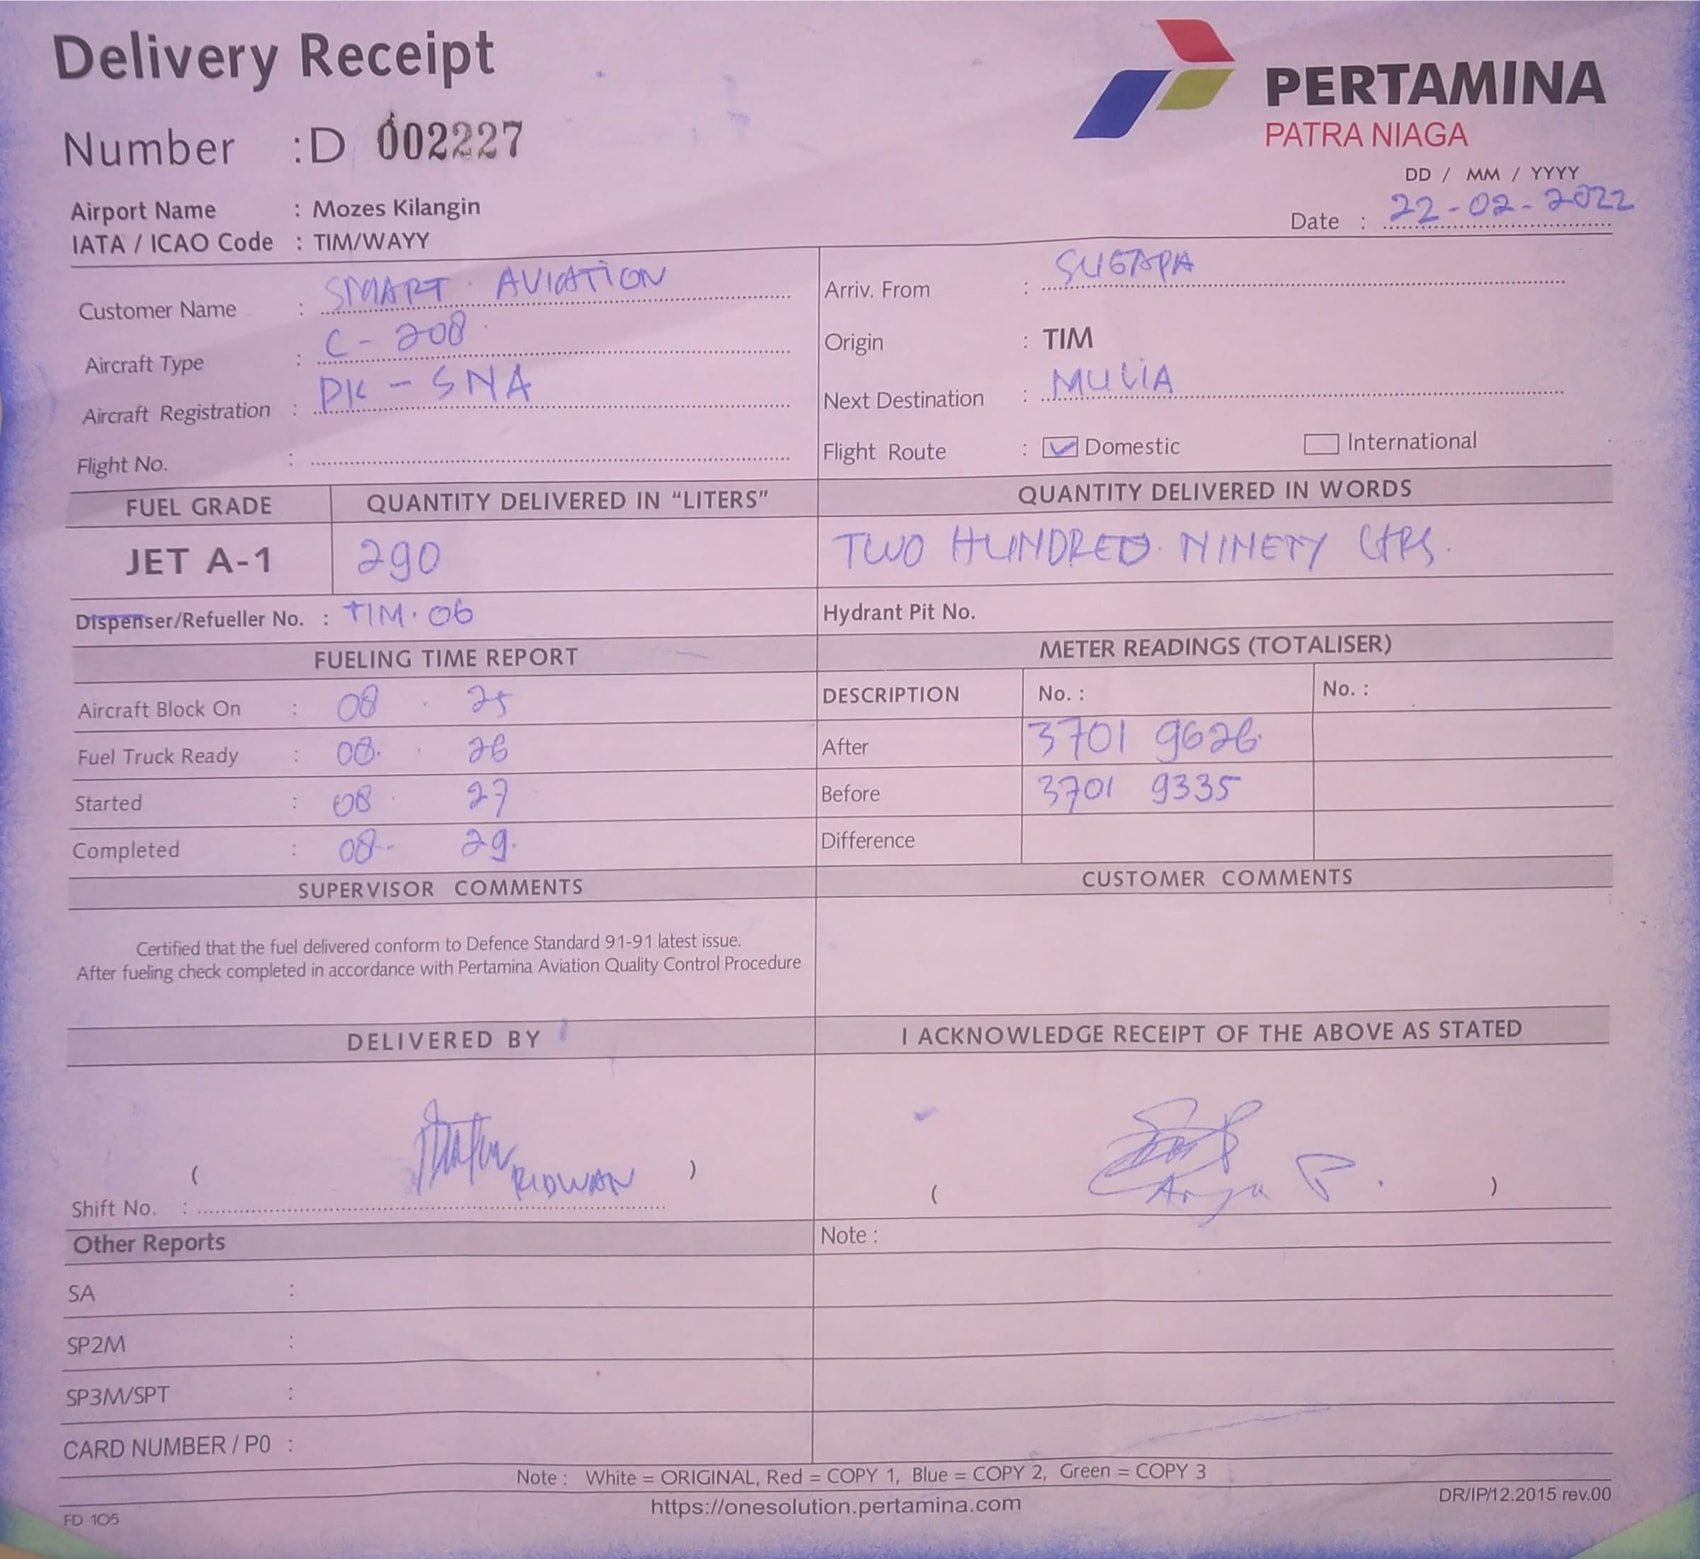 Delivery Receipt
PERTAMINA
PATRA NIAGA
Number : D 002227
DD / MM / YYYY
Date : 22-02-2022
Airport Name : Mozes Kilangin
IATA / ICAO Code : TIM/WAYY
Customer Name : SMART AVIATION
Arriv. From : SUGAPA
Aircraft Type : C-208
Origin : TIM
Aircraft Registration : PK-SNA
Next Destination : MULIA
Flight No. :
Flight Route : Domestic International
FUEL GRADE QUANTITY DELIVERED IN “LITERS” QUANTITY DELIVERED IN WORDS
JET A-1 290 TWO HUNDRED NINETY LTRS.
Dispenser/Refueller No. : TIM.06 Hydrant Pit No.
FUELING TIME REPORT METER READINGS (TOTALISER)
Aircraft Block On : 08 . 25 DESCRIPTION No. : No. :
Fuel Truck Ready : 08. 26 After 3701 9626
Started : 08 . 27 Before 3701 9335
Completed : 08- 29. Difference
SUPERVISOR COMMENTS CUSTOMER COMMENTS
Certified that the fuel delivered conform to Defence Standard 91-91 latest issue.
After fueling check completed in accordance with Pertamina Aviation Quality Control Procedure
DELIVERED BY I ACKNOWLEDGE RECEIPT OF THE ABOVE AS STATED
( RIDWAN ) ( Arya P. )
Shift No. :
Other Reports Note :
SA :
SP2M :
SP3M/SPT :
CARD NUMBER / P0 :
Note : White = ORIGINAL, Red = COPY 1, Blue = COPY 2, Green = COPY 3
https://onesolution.pertamina.com
DR/IP/12.2015 rev.00
FD 105